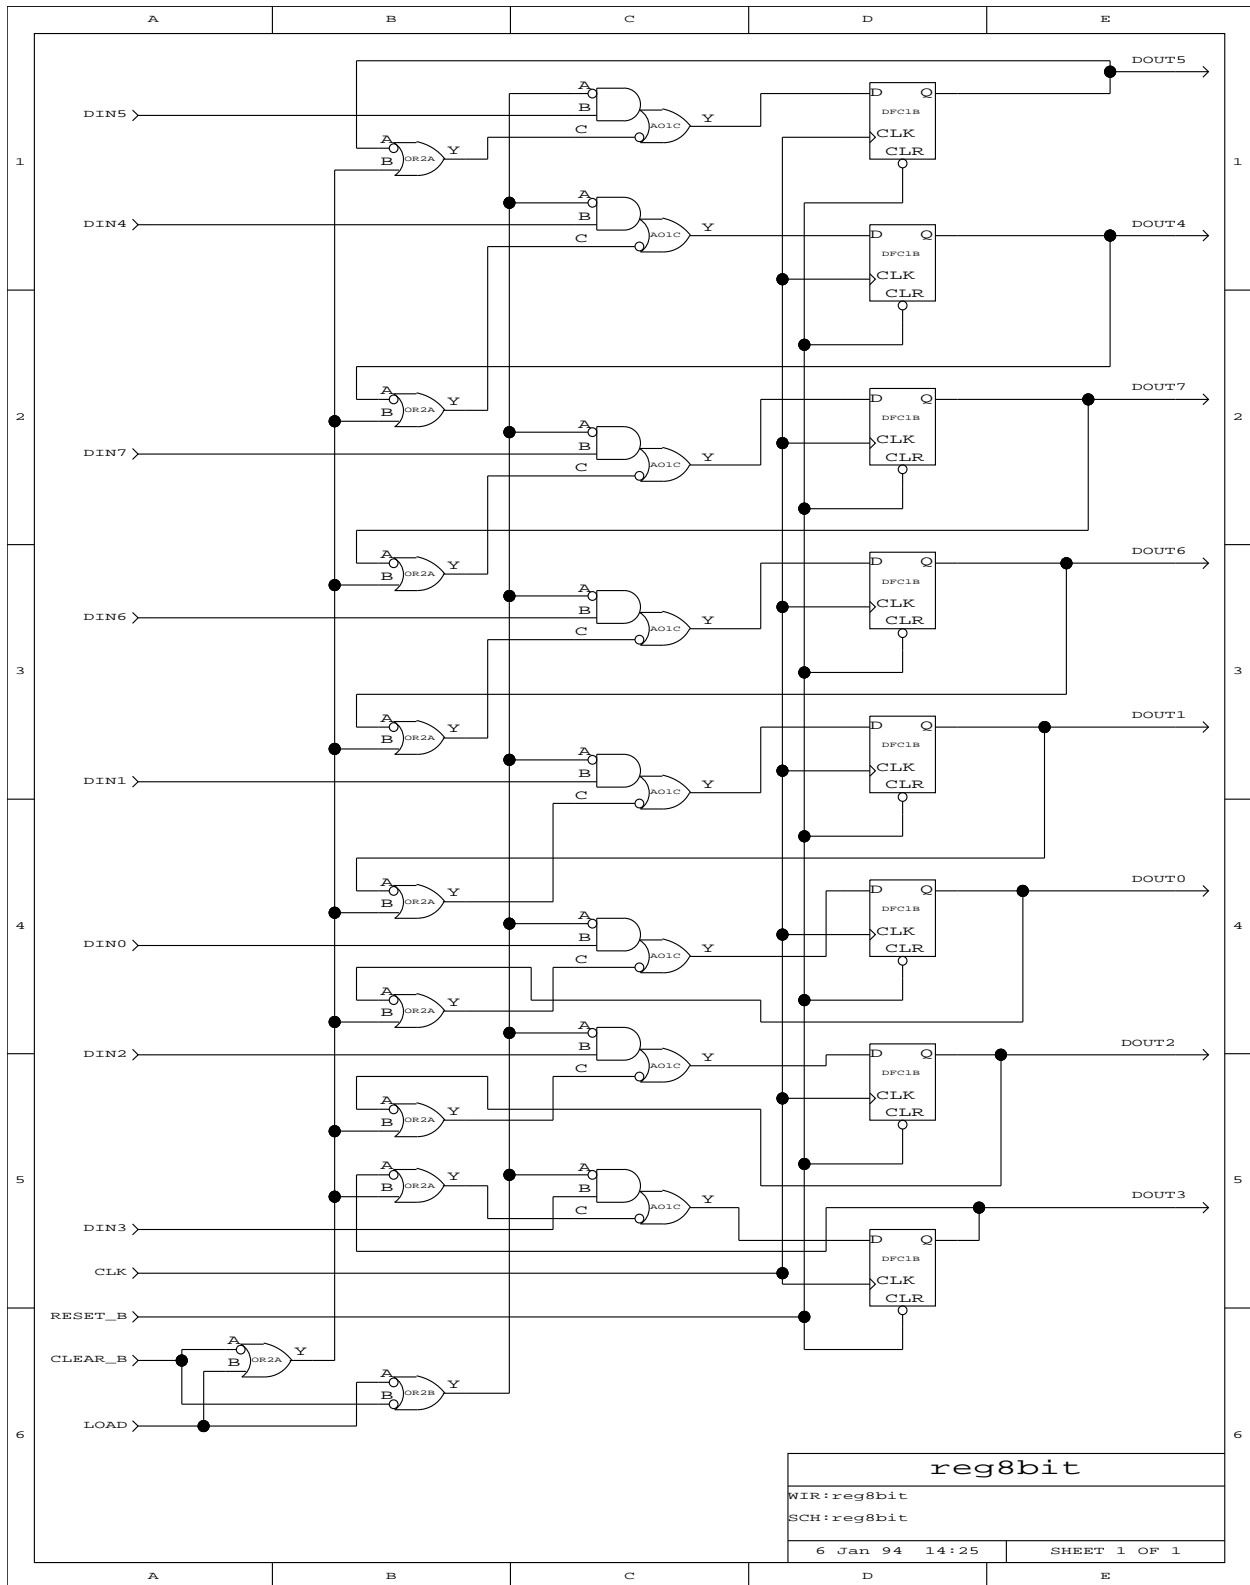 A B C D E
DOUT5
A
DIN5 B D Q
C AO1C Y DFC1B
A CLK
B OR2A Y CLR
1 1
A
DIN4 B Y D Q DOUT4
C AO1C DFC1B
CLK
CLR
A DOUT7
2 B OR2A Y D Q 2
A DFC1B
DIN7 B Y CLK
C AO1C CLR
A DOUT6
B OR2A Y D Q
A DFC1B
DIN6 B Y CLK
C AO1C CLR
3 3
A DOUT1
B OR2A Y D Q
A DFC1B
DIN1 B Y CLK
C AO1C CLR
A DOUT0
B OR2A Y D Q
A DFC1B
4 CLK 4
DIN0 B Y CLR
C AO1C
A
B OR2A Y
A DOUT2
DIN2 B Y D Q
C AO1C DFC1B
A CLK
B OR2A Y CLR
A A
5 B OR2A Y B Y 5
C AO1C DOUT3
DIN3 D Q
DFC1B
CLK CLK
CLR
RESET_B
A
CLEAR_B B OR2A Y
A
B OR2B Y
LOAD
6 6
reg8bit
WIR:reg8bit
SCH:reg8bit
6 Jan 94 14:25 SHEET 1 OF 1
A B C D E